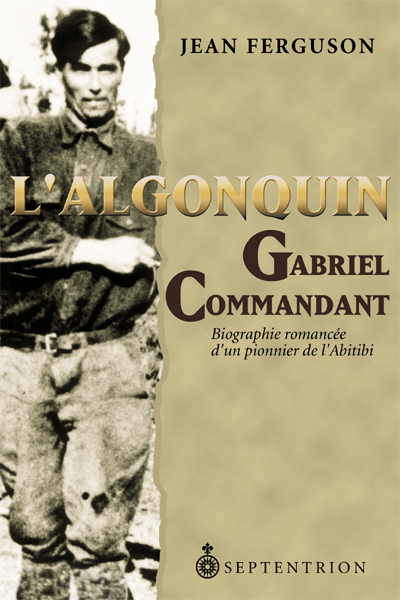 JEAN FERGUSON
L'ALGONQUIN
GABRIEL
COMMANDANT
Biographie romancée
d'un pionnier de l'Abitibi
SEPTENTRION